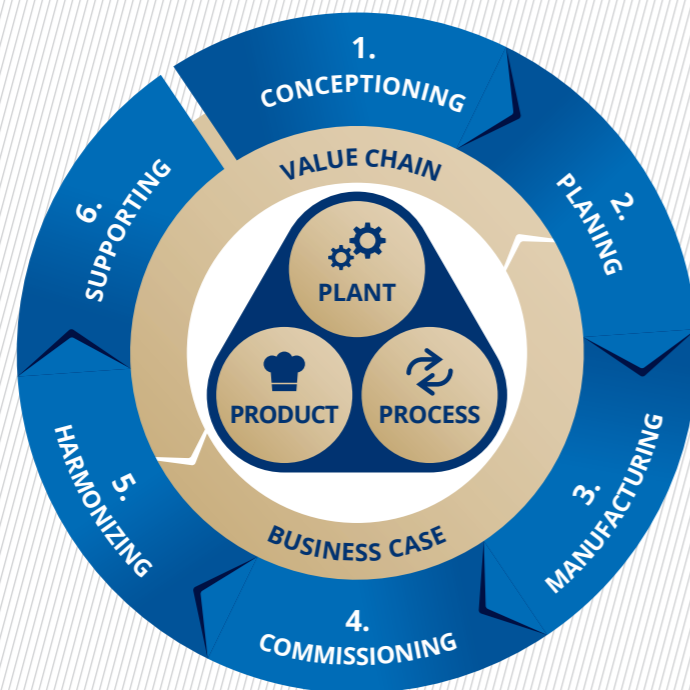 1.
CONCEPTIONING
2.
PLANING
3.
MANUFACTURING
4.
COMMISSIONING
5.
HARMONIZING
6.
SUPPORTING
VALUE CHAIN
BUSINESS CASE
PLANT
PRODUCT
PROCESS